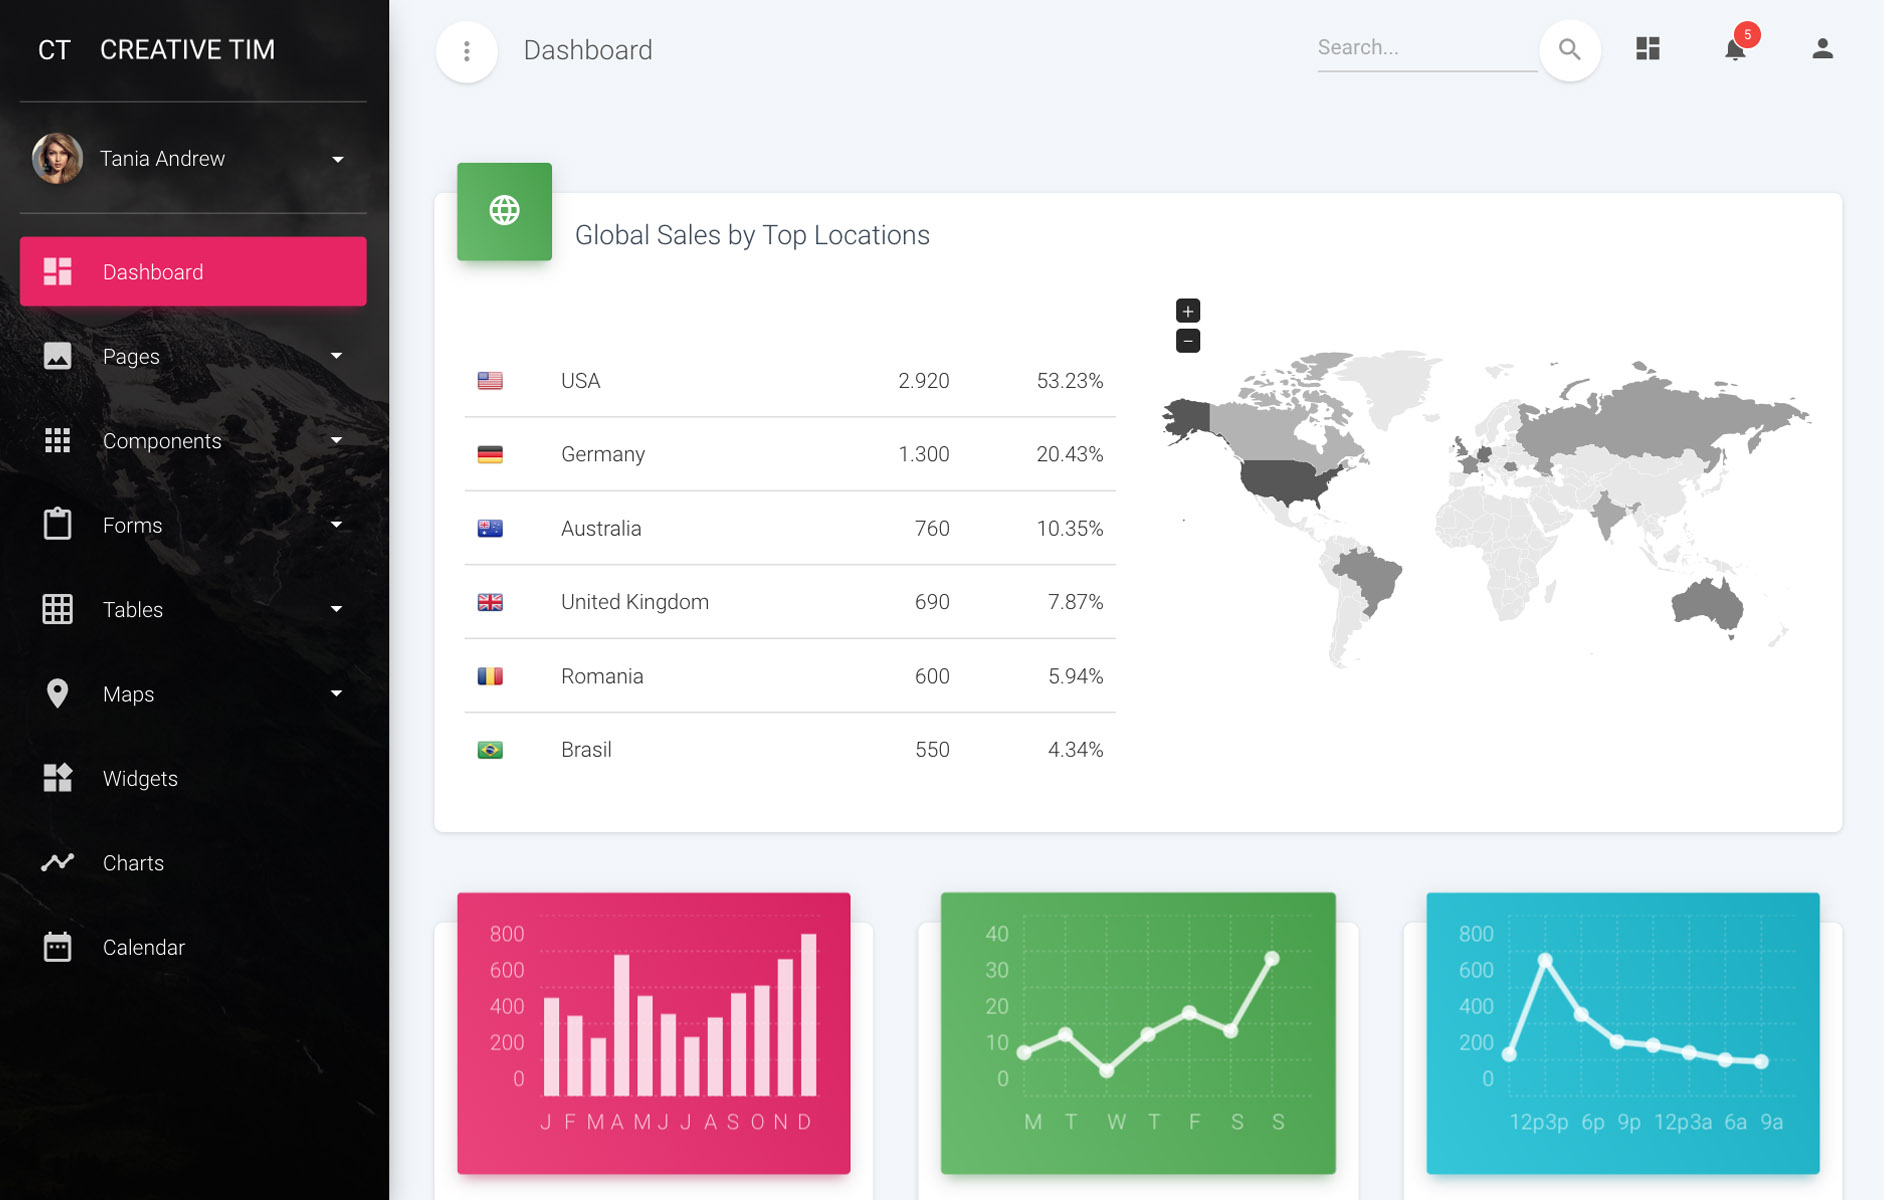 CT CREATIVE TIM
Tania Andrew
Dashboard
Pages
Components
Forms
Tables
Maps
Widgets
Charts
Calendar
Dashboard
Search...
5
Global Sales by Top Locations
+
−
USA 2.920 53.23%
Germany 1.300 20.43%
Australia 760 10.35%
United Kingdom 690 7.87%
Romania 600 5.94%
Brasil 550 4.34%
800
600
400
200
0
J F M A M J J A S O N D
40
30
20
10
0
M T W T F S S
800
600
400
200
0
12p 3p 6p 9p 12p 3a 6a 9a